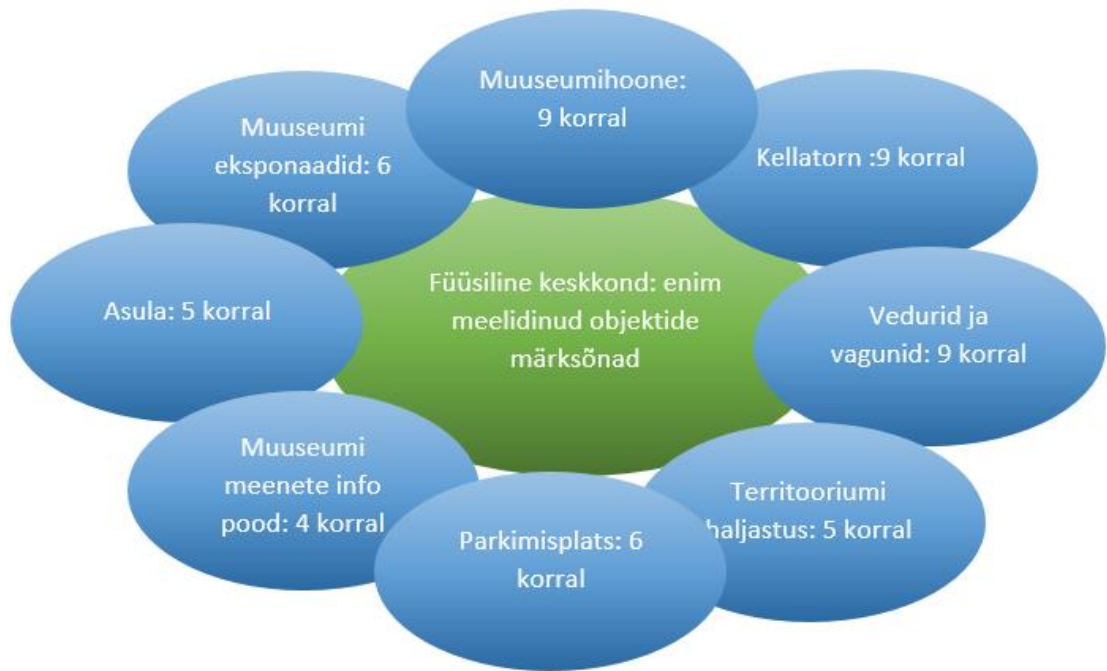 Muuseumihoone:
9 korral
Kellatorn :9 korral
Vedurid ja
vagunid: 9 korral
Territooriumi
haljastus: 5 korral
Parkimisplats: 6
korral
Muuseumi
meenete info
pood: 4 korral
Asula: 5 korral
Muuseumi
eksponaadid: 6
korral
Füüsiline keskkond: enim
meelidinud objektide
märksõnad